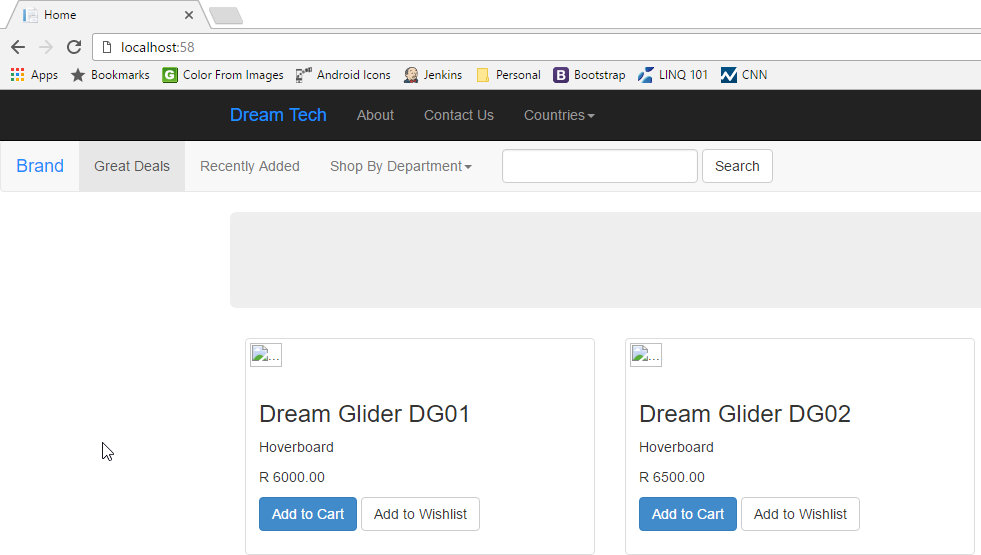 Home
localhost:58
Apps Bookmarks Color From Images Android Icons Jenkins Personal Bootstrap LINQ 101 CNN
Dream Tech About Contact Us Countries
Brand Great Deals Recently Added Shop By Department Search
... ...
Dream Glider DG01 Dream Glider DG02
Hoverboard Hoverboard
R 6000.00 R 6500.00
Add to Cart Add to Wishlist Add to Cart Add to Wishlist